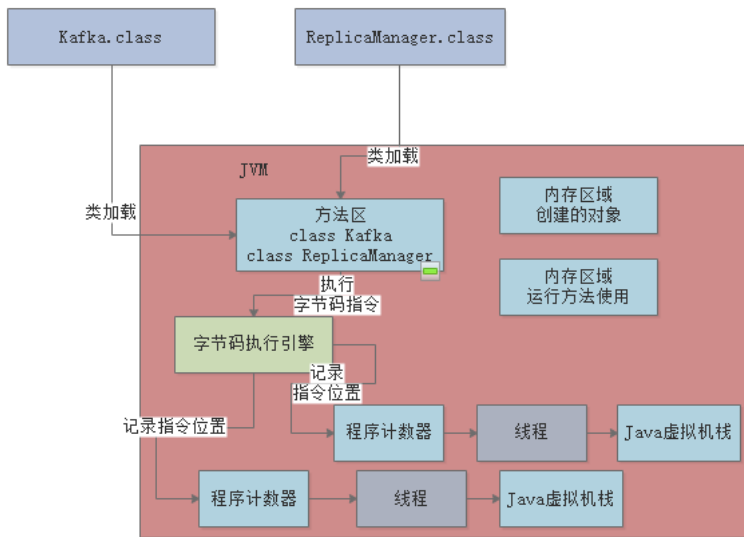 Kafka.class
ReplicaManager.class
JVM
类加载
类加载
方法区
class Kafka
class ReplicaManager
内存区域
创建的对象
内存区域
运行方法使用
执行
字节码指令
字节码执行引擎
记录
指令位置
记录指令位置
程序计数器
线程
Java虚拟机栈
程序计数器
线程
Java虚拟机栈